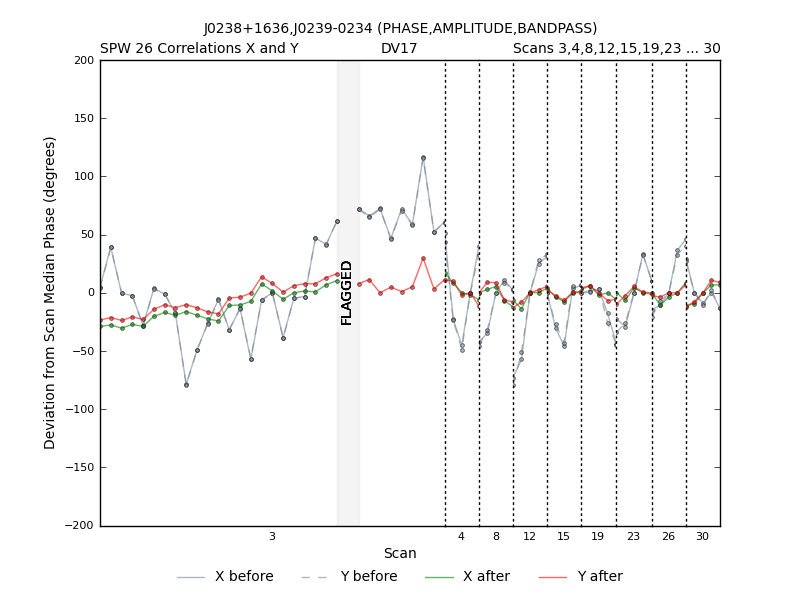 J0238+1636,J0239-0234 (PHASE,AMPLITUDE,BANDPASS)
SPW 26 Correlations X and Y DV17 Scans 3,4,8,12,15,19,23 ... 30
200
150
100
50
0
−50
−100
−150
−200
Deviation from Scan Median Phase (degrees)
FLAGGED
3 4 8 12 15 19 23 26 30
Scan
X before Y before X after Y after